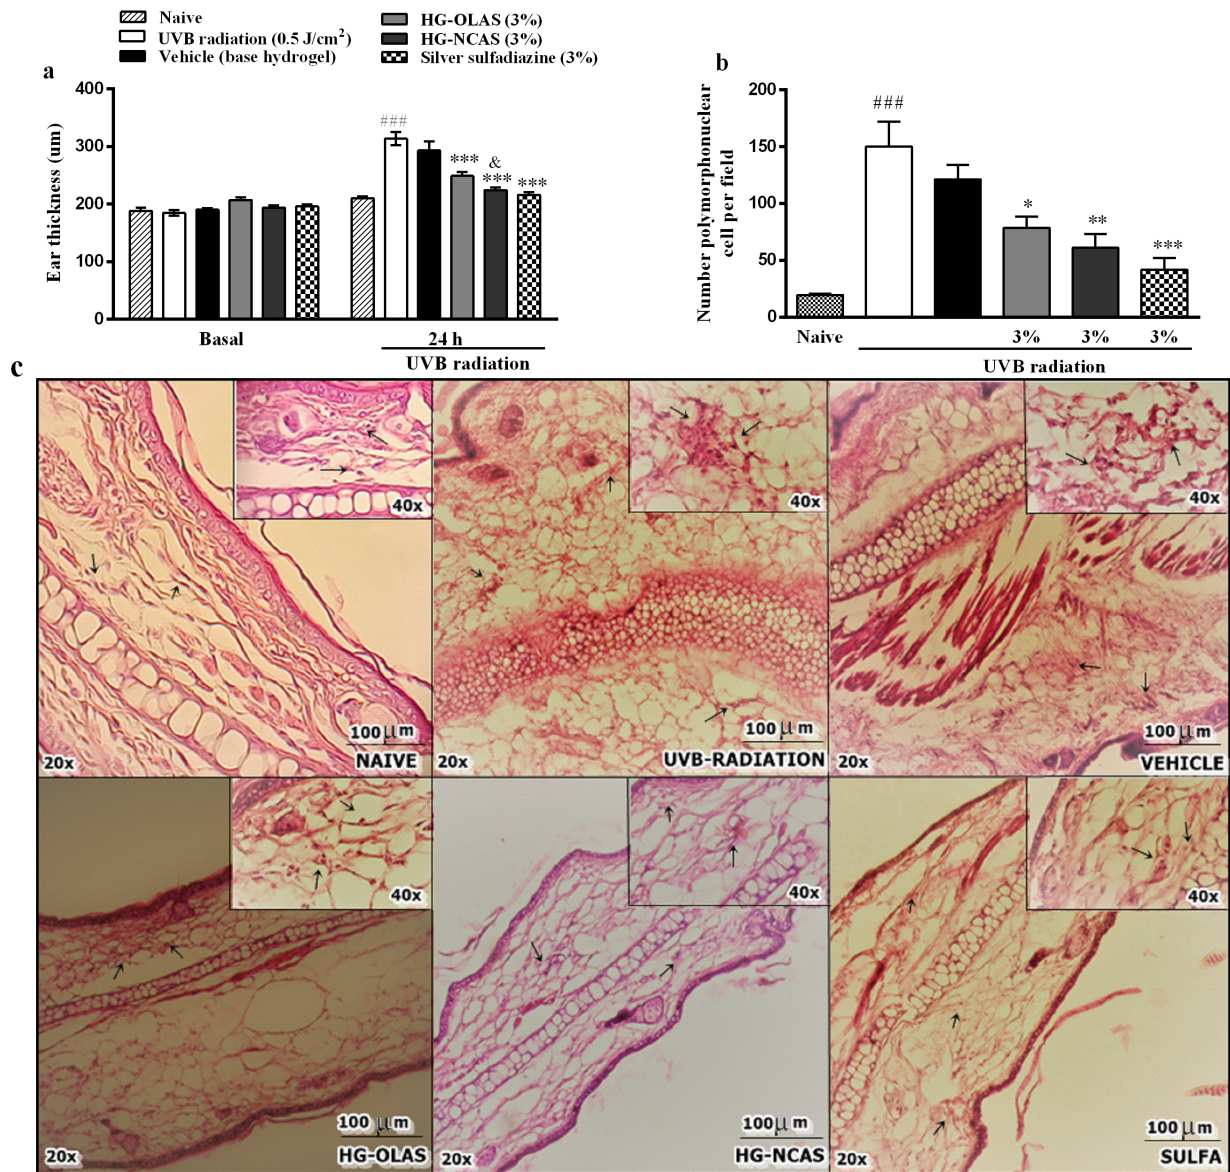 Naive
UVB radiation (0.5 J/cm²)
Vehicle (base hydrogel)
HG-OLAS (3%)
HG-NCAS (3%)
Silver sulfadiazine (3%)
a
Ear thickness (um)
400
300
200
100
0
###
***
&
***
***
Basal
24 h
UVB radiation
b
Number polymorphonuclear
cell per field
200
150
100
50
0
###
*
**
***
Naive
3%
3%
3%
UVB radiation
c
40x
100 μm
20x
NAIVE
40x
100 μm
20x
UVB-RADIATION
40x
100 μm
20x
VEHICLE
40x
100 μm
20x
HG-OLAS
40x
100 μm
20x
HG-NCAS
40x
100 μm
20x
SULFA